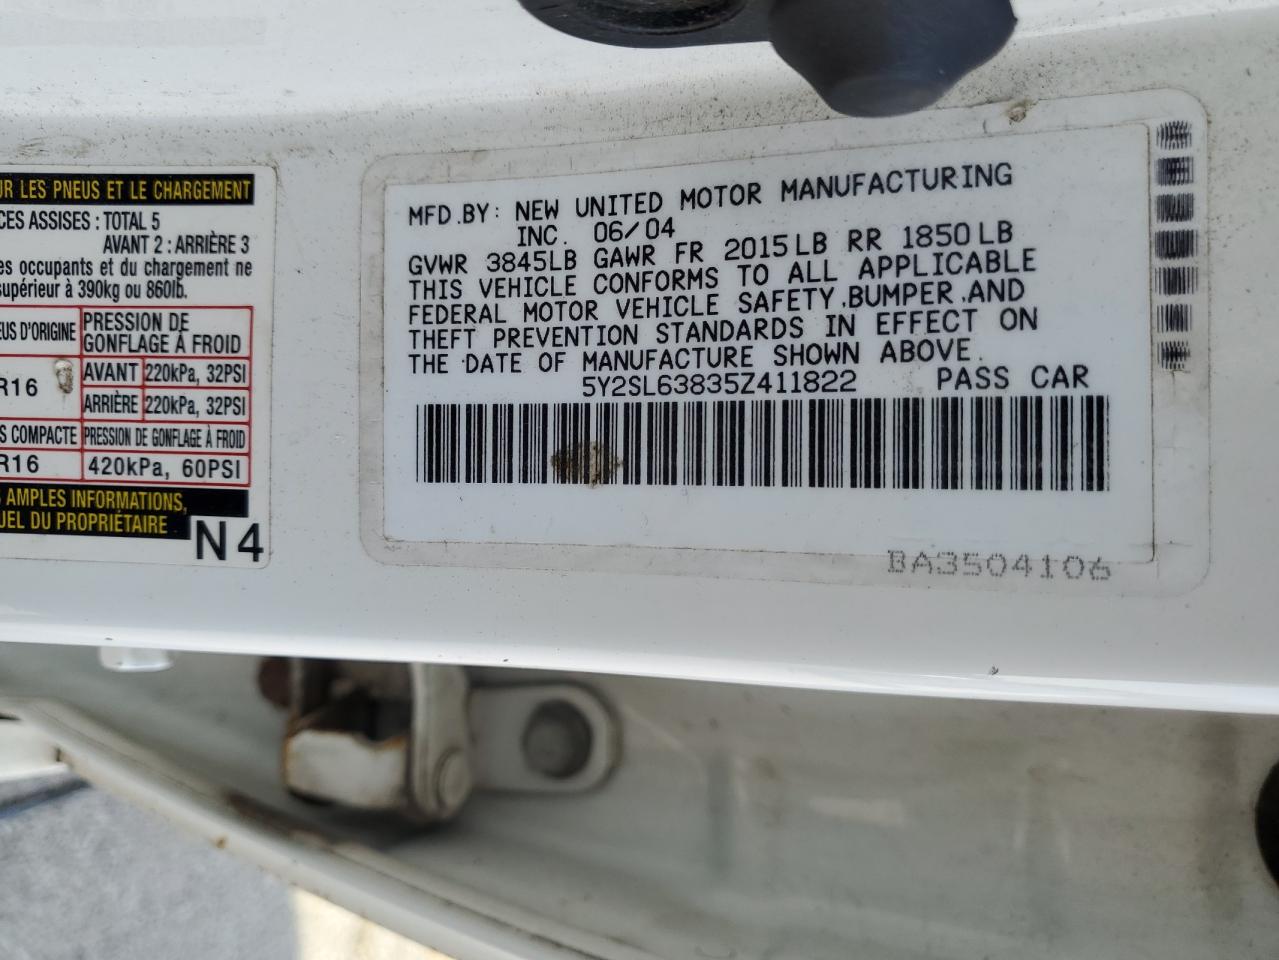 UR LES PNEUS ET LE CHARGEMENT
CES ASSISES : TOTAL 5
AVANT 2 : ARRIÈRE 3
es occupants et du chargement ne
supérieur à 390kg ou 860lb.
EUS D'ORIGINE PRESSION DE GONFLAGE À FROID
R16 AVANT 220kPa, 32PSI
ARRIÈRE 220kPa, 32PSI
S COMPACTE PRESSION DE GONFLAGE À FROID
R16 420kPa, 60PSI
S AMPLES INFORMATIONS,
UEL DU PROPRIÉTAIRE
N4
MFD.BY: NEW UNITED MOTOR MANUFACTURING
INC. 06/04
GVWR 3845LB GAWR FR 2015LB RR 1850LB
THIS VEHICLE CONFORMS TO ALL APPLICABLE
FEDERAL MOTOR VEHICLE SAFETY,BUMPER,AND
THEFT PREVENTION STANDARDS IN EFFECT ON
THE DATE OF MANUFACTURE SHOWN ABOVE.
5Y2SL63835Z411822 PASS CAR
BA3504106